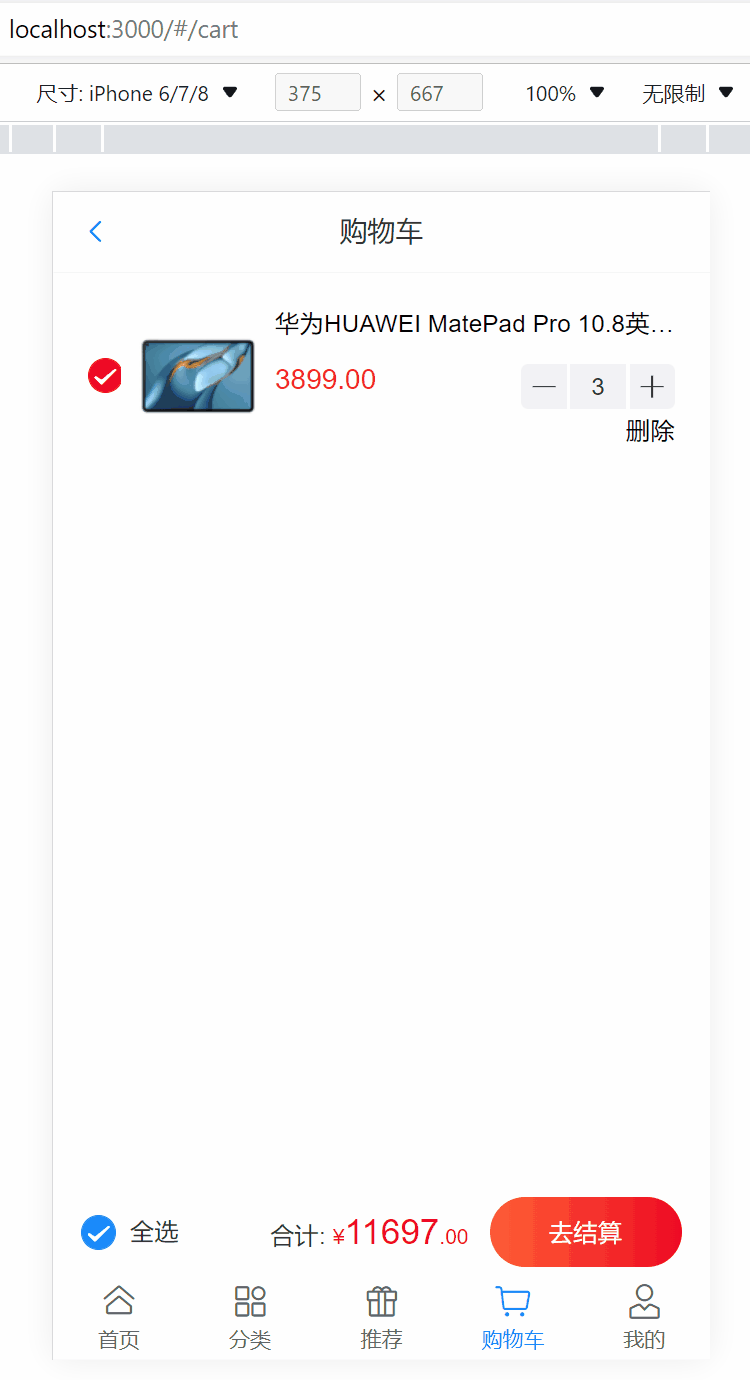 localhost:3000/#/cart
尺寸: iPhone 6/7/8 375 × 667 100% 无限制
购物车
华为HUAWEI MatePad Pro 10.8英…
3899.00
3
删除
全选 合计: ¥11697.00 去结算
首页 分类 推荐 购物车 我的